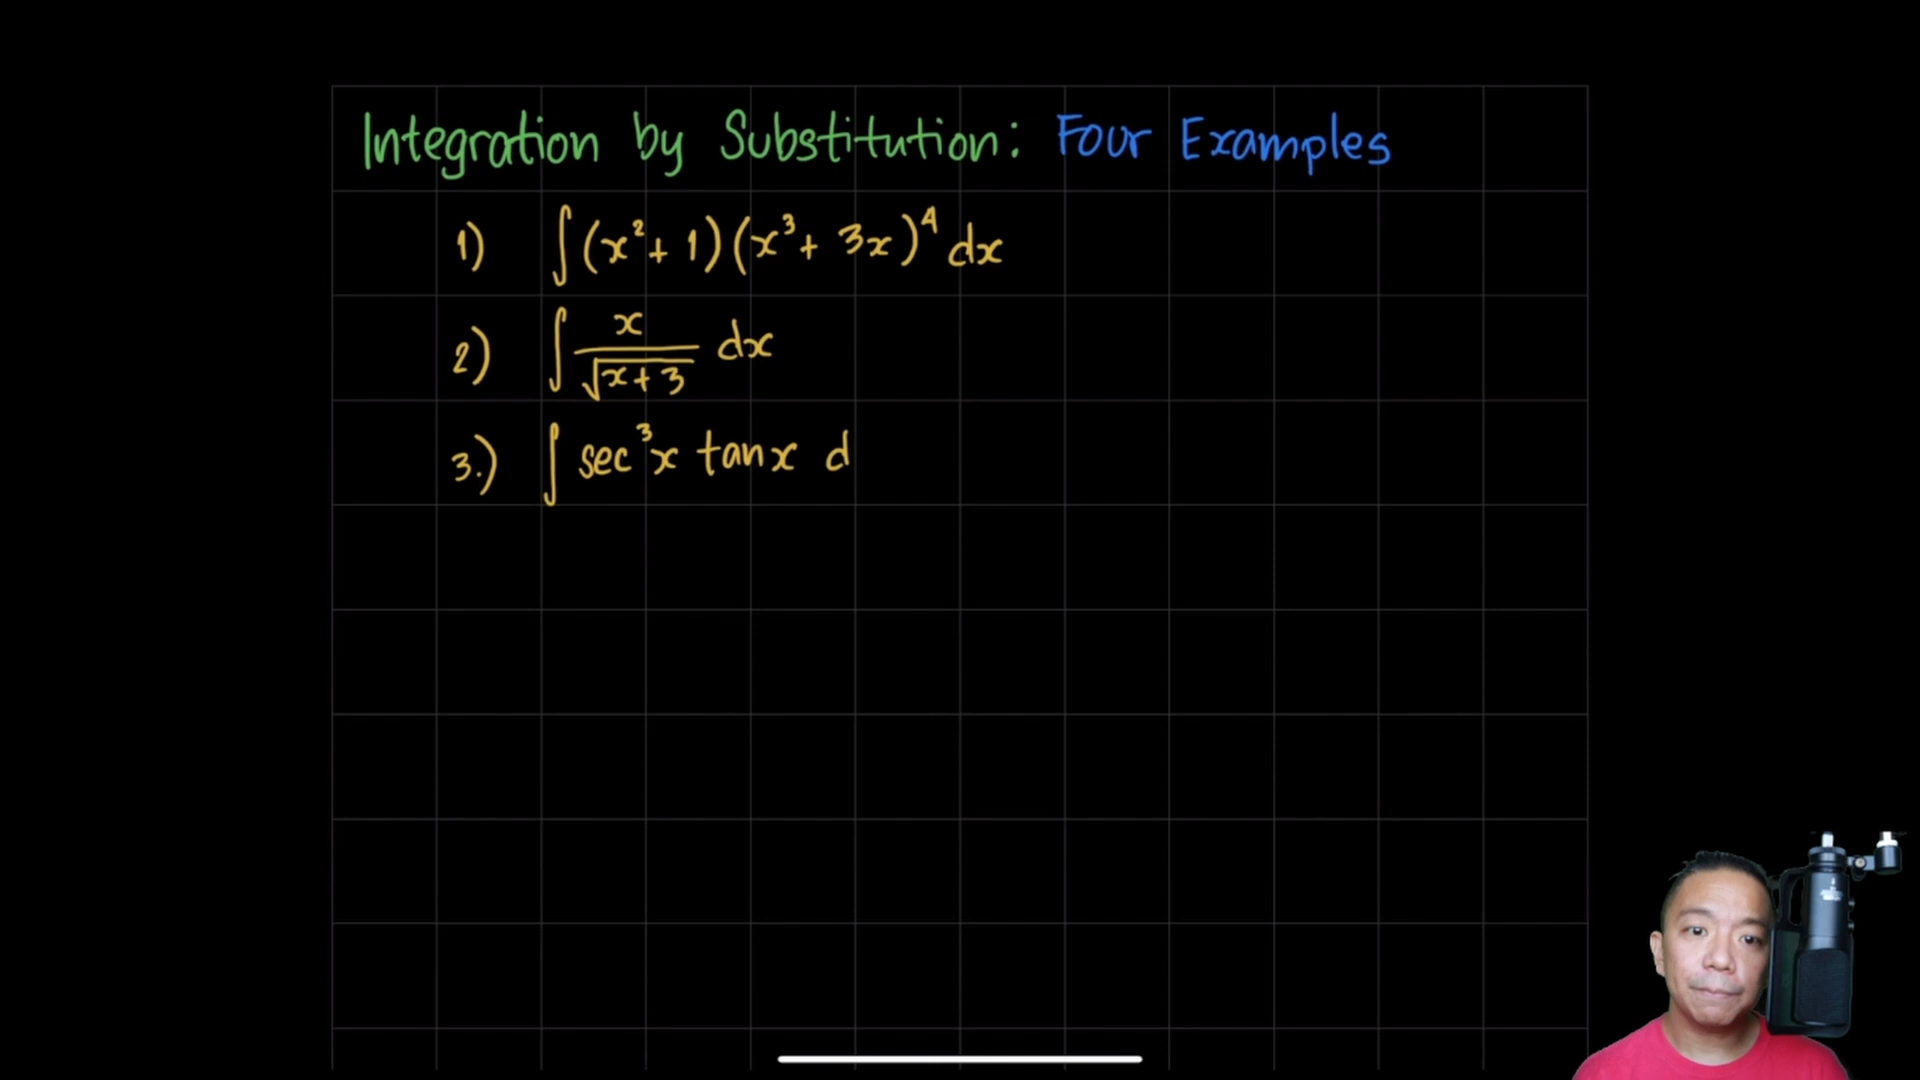 Integration by Substitution: Four Examples
1) ∫(x²+ 1)(x³+ 3x)⁴ dx
2) ∫ x/√(x+3) dx
3.) ∫ sec³x tanx d